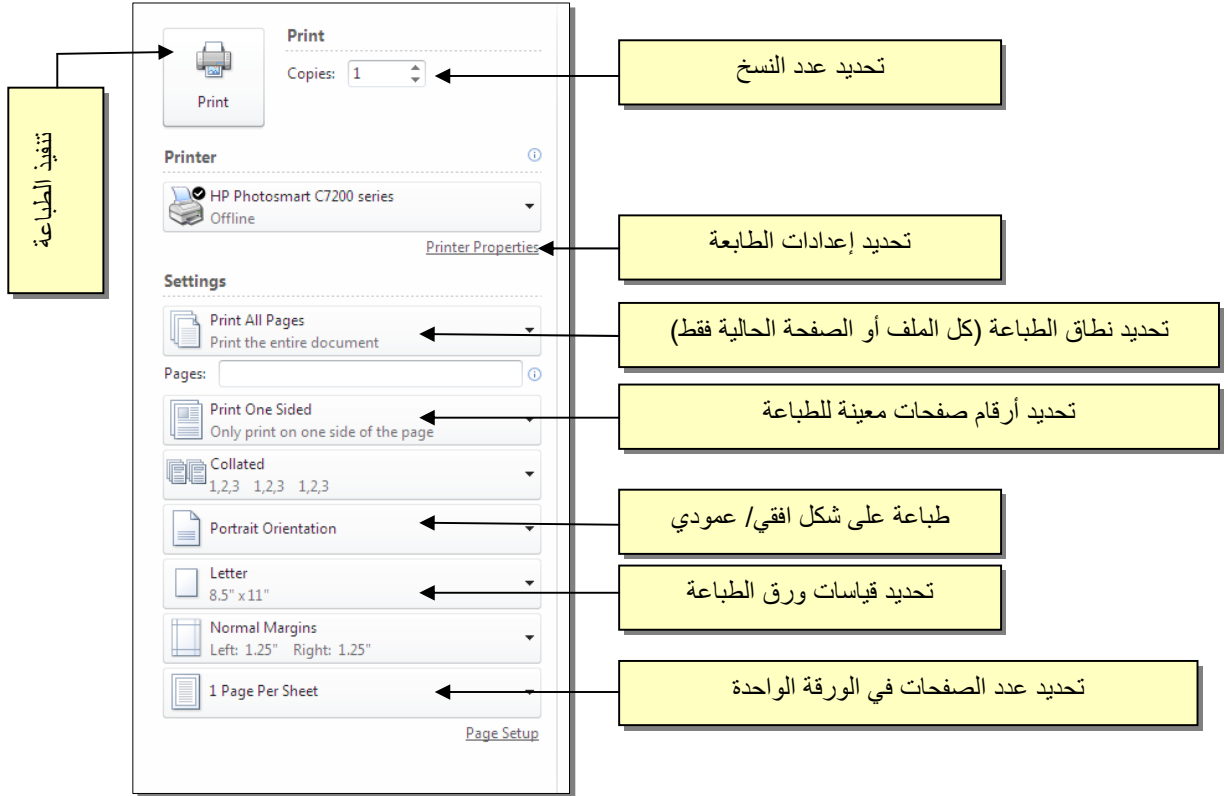 Print
تحديد عدد النسخ
Copies: 1
Print
تنفيذ الطباعة
Printer
HP Photosmart C7200 series
Offline
Printer Properties
تحديد إعدادات الطابعة
Settings
Print All Pages
Print the entire document
تحديد نطاق الطباعة (كل الملف أو الصفحة الحالية فقط)
Pages:
Print One Sided
Only print on one side of the page
تحديد أرقام صفحات معينة للطباعة
Collated
1,2,3 1,2,3 1,2,3
Portrait Orientation
طباعة على شكل افقي/ عمودي
Letter
8.5" x 11"
تحديد قياسات ورق الطباعة
Normal Margins
Left: 1.25" Right: 1.25"
1 Page Per Sheet
تحديد عدد الصفحات في الورقة الواحدة
Page Setup